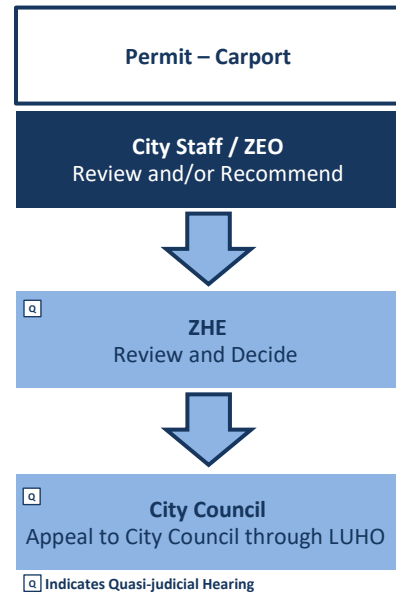 Permit – Carport
City Staff / ZEO
Review and/or Recommend
Q
ZHE
Review and Decide
Q
City Council
Appeal to City Council through LUHO
Q Indicates Quasi-judicial Hearing